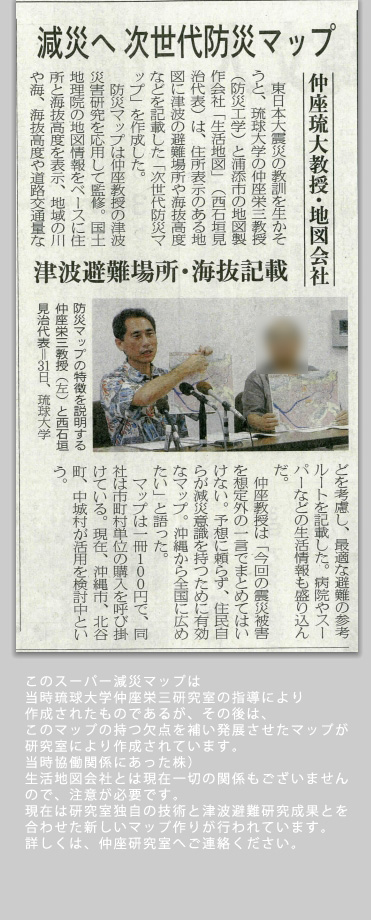 減災へ 次世代防災マップ
仲座琉大教授・地図会社
東日本大震災の教訓を生かそ
うと、琉球大学の仲座栄三教授
（防災工学）と浦添市の地図製
作会社「生活地図」（西石垣見
治代表）は、住所表示のある地
図に津波の避難場所や海抜高度
などを記載した「次世代防災マ
ップ」を作成した。
防災マップは仲座教授の津波
災害研究を応用して監修。国土
地理院の地図情報をベースに住
所と海抜高度を表示、地域の川
や海、海抜高度や道路交通量な
津波避難場所・海抜記載
防災マップの特徴を説明する
仲座栄三教授（左）と西石垣
見治代表＝31日、琉球大学
どを考慮し、最適な避難の参考
ルートを記載した。病院やスー
パーなどの生活情報も盛り込ん
だ。
仲座教授は「今回の震災被害
を想定外の一言でまとめてはい
けない。予想に頼らず、住民自
らが減災意識を持つために有効
なマップ。沖縄から全国に広め
たい」と語った。
マップは一冊100円で、同
社は市町村単位の購入を呼び掛
けている。現在、沖縄市、北谷
町、中城村が活用を検討中とい
う。
このスーパー減災マップは
当時琉球大学仲座栄三研究室の指導により
作成されたものであるが、その後は、
このマップの持つ欠点を補い発展させたマップが
研究室により作成されています。
当時協働関係にあった株）
生活地図会社とは現在一切の関係もございません
ので、注意が必要です。
現在は研究室独自の技術と津波避難研究成果とを
合わせた新しいマップ作りが行われています。
詳しくは、仲座研究室へご連絡ください。